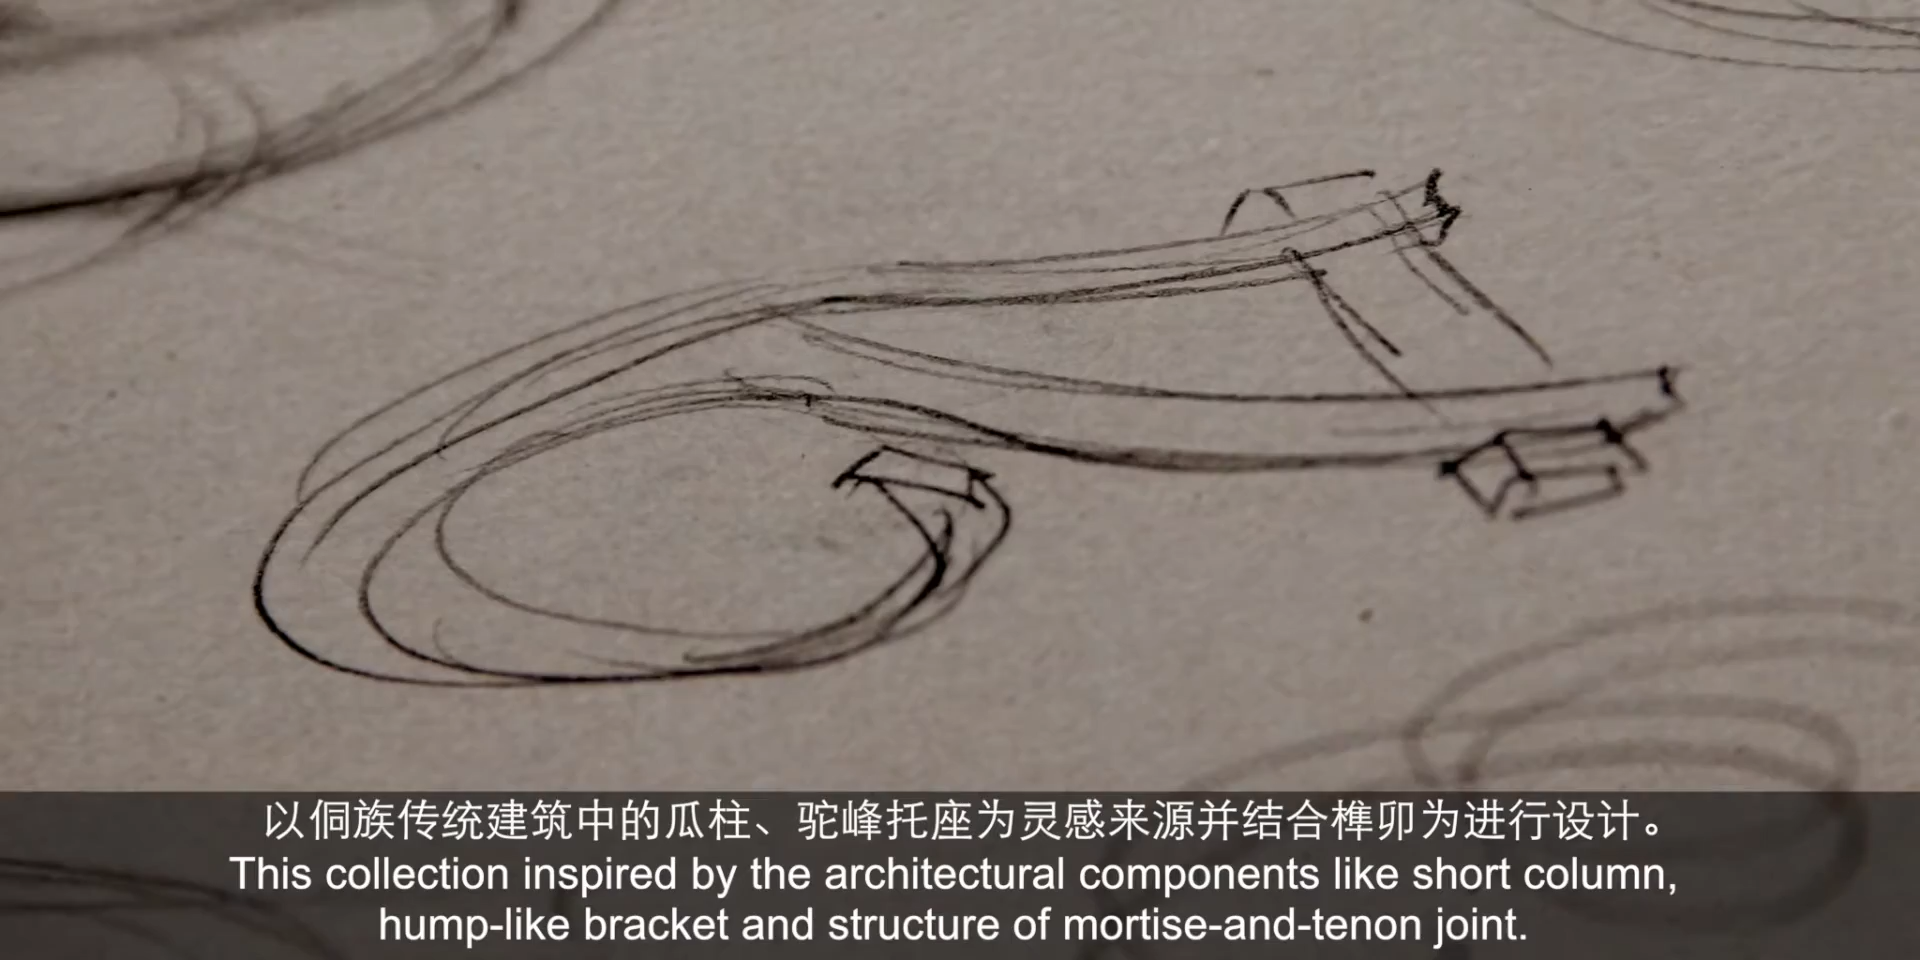 以侗族传统建筑中的瓜柱、驼峰托座为灵感来源并结合榫卯为进行设计。
This collection inspired by the architectural components like short column,
hump-like bracket and structure of mortise-and-tenon joint.